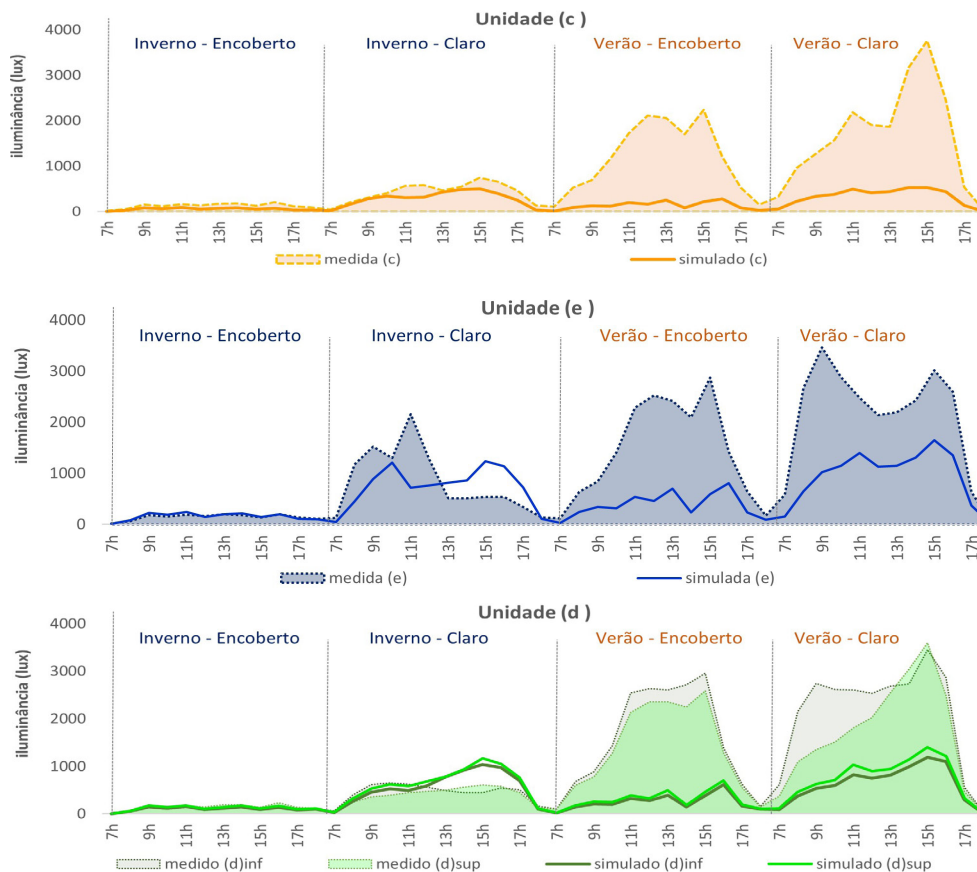 Unidade (c )
4000
3000
2000
1000
0
iluminância (lux)
Inverno - Encoberto
Inverno - Claro
Verão - Encoberto
Verão - Claro
7h 9h 11h 13h 15h 17h 7h 9h 11h 13h 15h 17h 7h 9h 11h 13h 15h 17h 7h 9h 11h 13h 15h 17h
medida (c) simulado (c)
Unidade (e )
4000
3000
2000
1000
0
iluminância (lux)
Inverno - Encoberto
Inverno - Claro
Verão - Encoberto
Verão - Claro
7h 9h 11h 13h 15h 17h 7h 9h 11h 13h 15h 17h 7h 9h 11h 13h 15h 17h 7h 9h 11h 13h 15h 17h
medida (e) simulada (e)
Unidade (d )
4000
3000
2000
1000
0
iluminância (lux)
Inverno - Encoberto
Inverno - Claro
Verão - Encoberto
Verão - Claro
7h 9h 11h 13h 15h 17h 7h 9h 11h 13h 15h 17h 7h 9h 11h 13h 15h 17h 7h 9h 11h 13h 15h 17h
medido (d)inf medido (d)sup simulado (d)inf simulado (d)sup